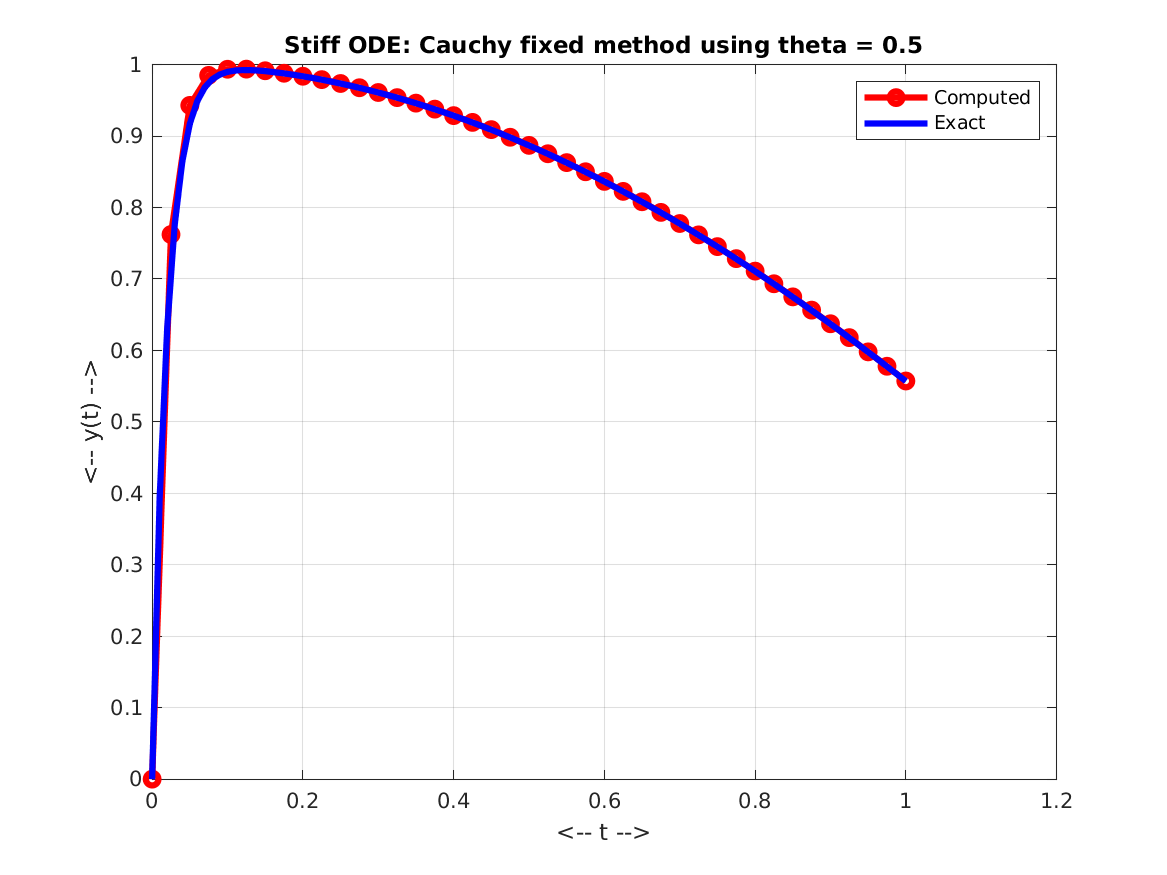 Stiff ODE: Cauchy fixed method using theta = 0.5
Computed
Exact
<-- y(t) -->
1
0.9
0.8
0.7
0.6
0.5
0.4
0.3
0.2
0.1
0
0 0.2 0.4 0.6 0.8 1 1.2
<-- t -->